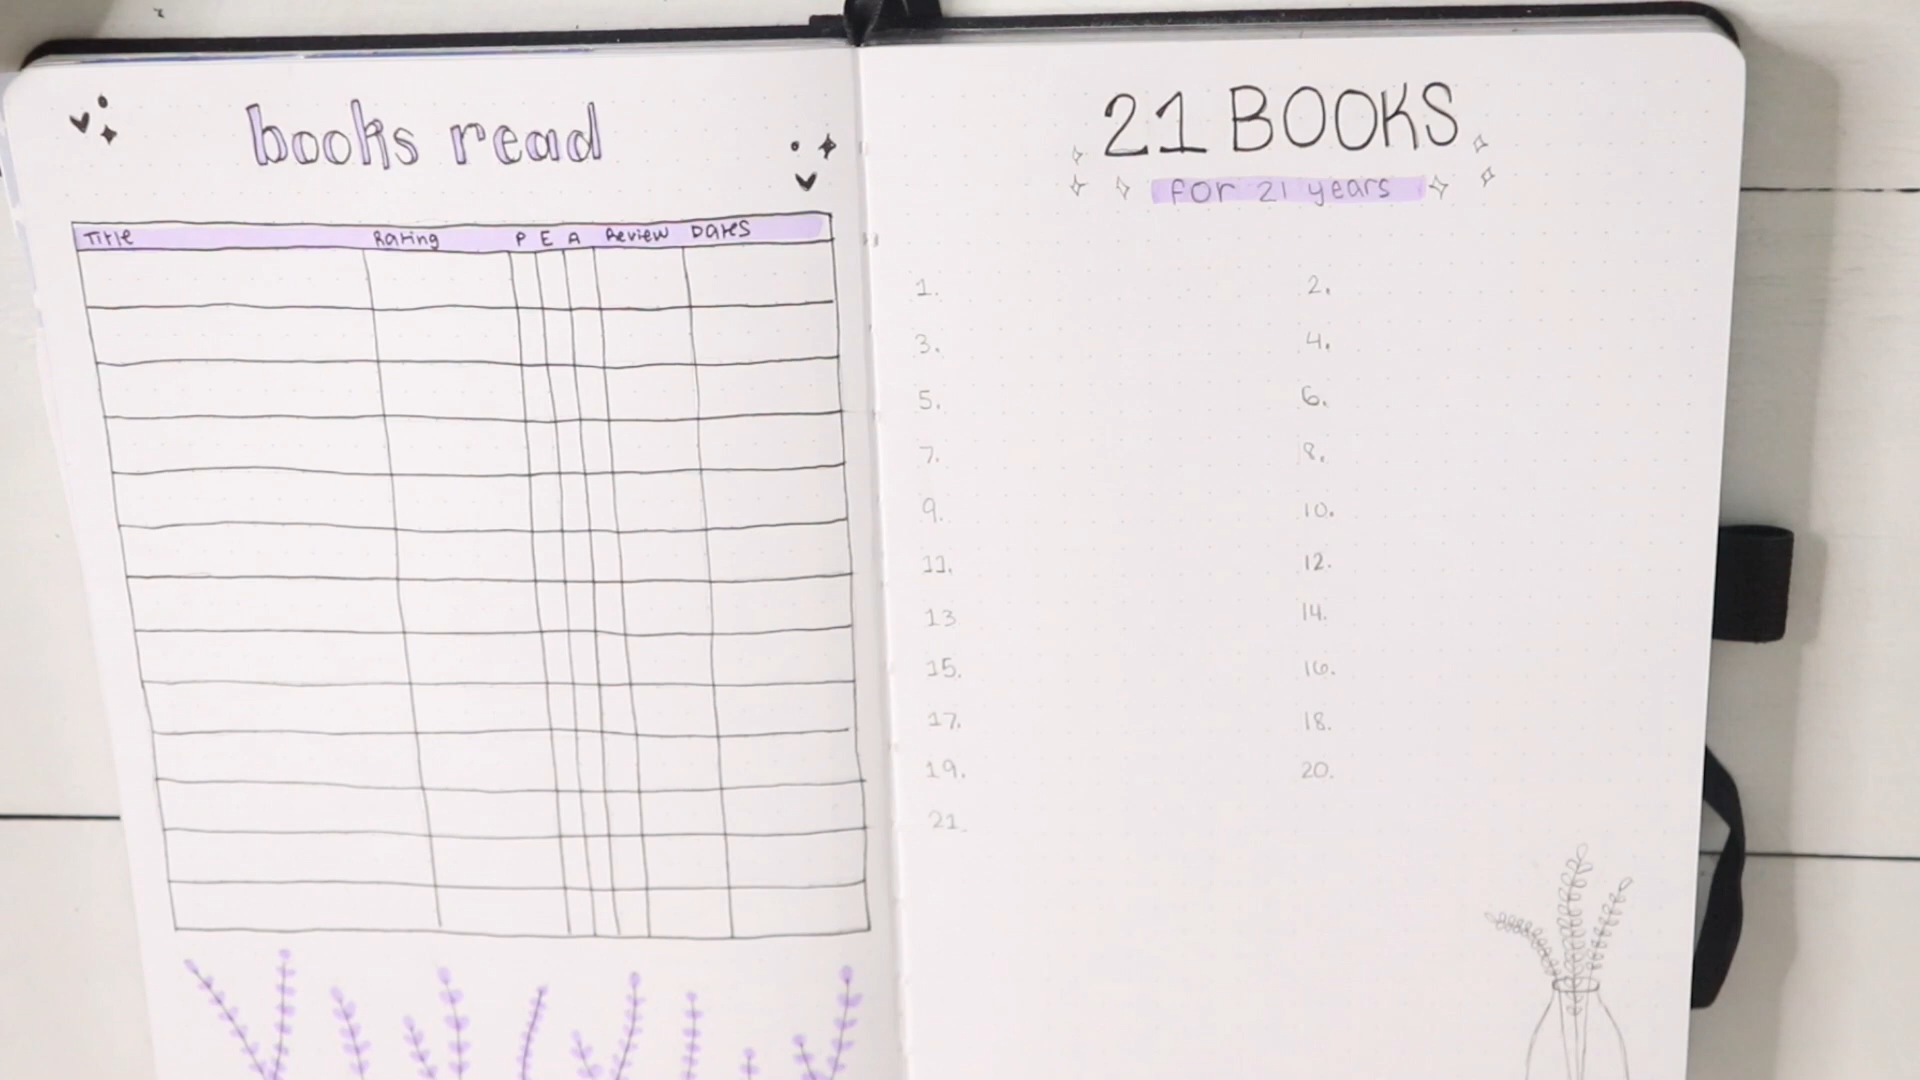 books read
Title Rating P E A Review Dates
21 BOOKS
for 21 years
1. 2.
3. 4.
5. 6.
7. 8.
9. 10.
11. 12.
13 14.
15. 16.
17. 18.
19. 20.
21.